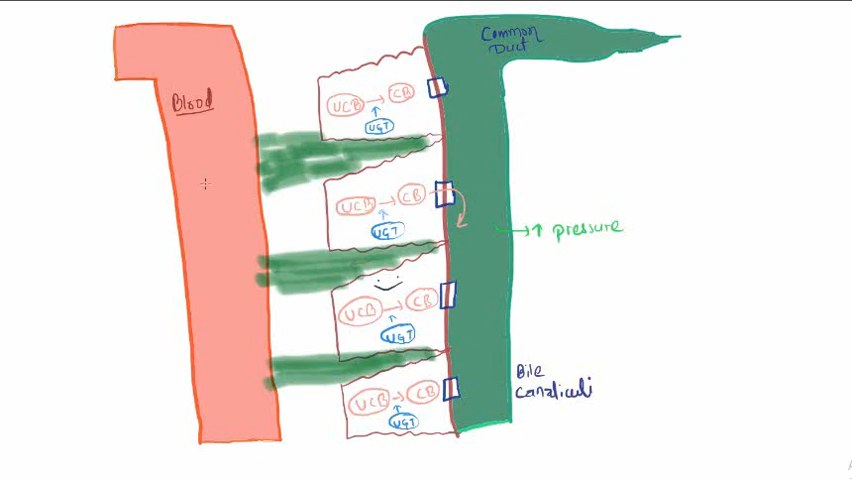 Common
Duct
Blood
UCB → CB
UGT
UCB → CB
UGT
→ ↑ pressure
UCB → CB
UGT
Bile
canaliculi
UCB → CB
UGT